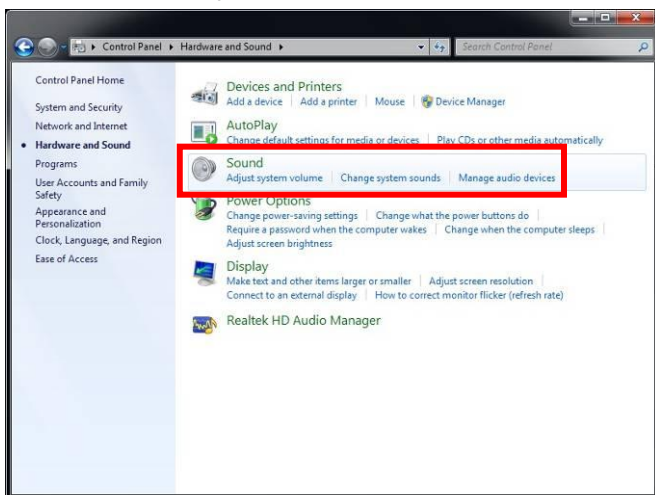 Control Panel ▸ Hardware and Sound ▸
Search Control Panel
Control Panel Home
System and Security
Network and Internet
Hardware and Sound
Programs
User Accounts and Family
Safety
Appearance and
Personalization
Clock, Language, and Region
Ease of Access
Devices and Printers
Add a device | Add a printer | Mouse | Device Manager
AutoPlay
Change default settings for media or devices | Play CDs or other media automatically
Sound
Adjust system volume | Change system sounds | Manage audio devices
Power Options
Change power-saving settings | Change what the power buttons do |
Require a password when the computer wakes | Change when the computer sleeps |
Adjust screen brightness
Display
Make text and other items larger or smaller | Adjust screen resolution |
Connect to an external display | How to correct monitor flicker (refresh rate)
Realtek HD Audio Manager